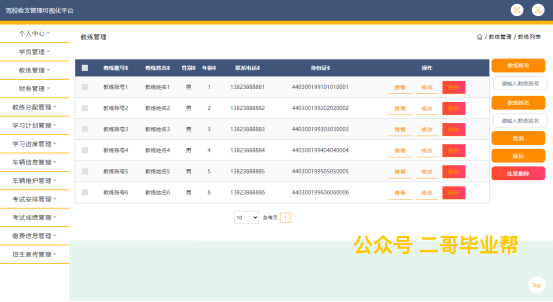 驾校收支管理可视化平台
个人中心
学员管理
教练管理
财务管理
教练分配管理
学习计划管理
学习进度管理
车辆信息管理
车辆维护管理
考试安排管理
考试成绩管理
缴费信息管理
招生宣传管理
教练管理
/ 教练管理 / 教练列表
教练账号 教练姓名 性别 年龄 联系电话 身份证 操作
教练账号1 教练姓名1 男 1 13823888881 440300199101010001 查看 修改 删除
教练账号2 教练姓名2 男 2 13823888882 440300199202020002 查看 修改 删除
教练账号3 教练姓名3 男 3 13823888883 440300199303030003 查看 修改 删除
教练账号4 教练姓名4 男 4 13823888884 440300199404040004 查看 修改 删除
教练账号5 教练姓名5 男 5 13823888885 440300199505050005 查看 修改 删除
教练账号6 教练姓名6 男 6 13823888886 440300199606060006 查看 修改 删除
10 条每页 1
教练账号
请输入教练账号
教练姓名
请输入教练姓名
查询
添加
批量删除
公众号 二哥毕业帮
Top